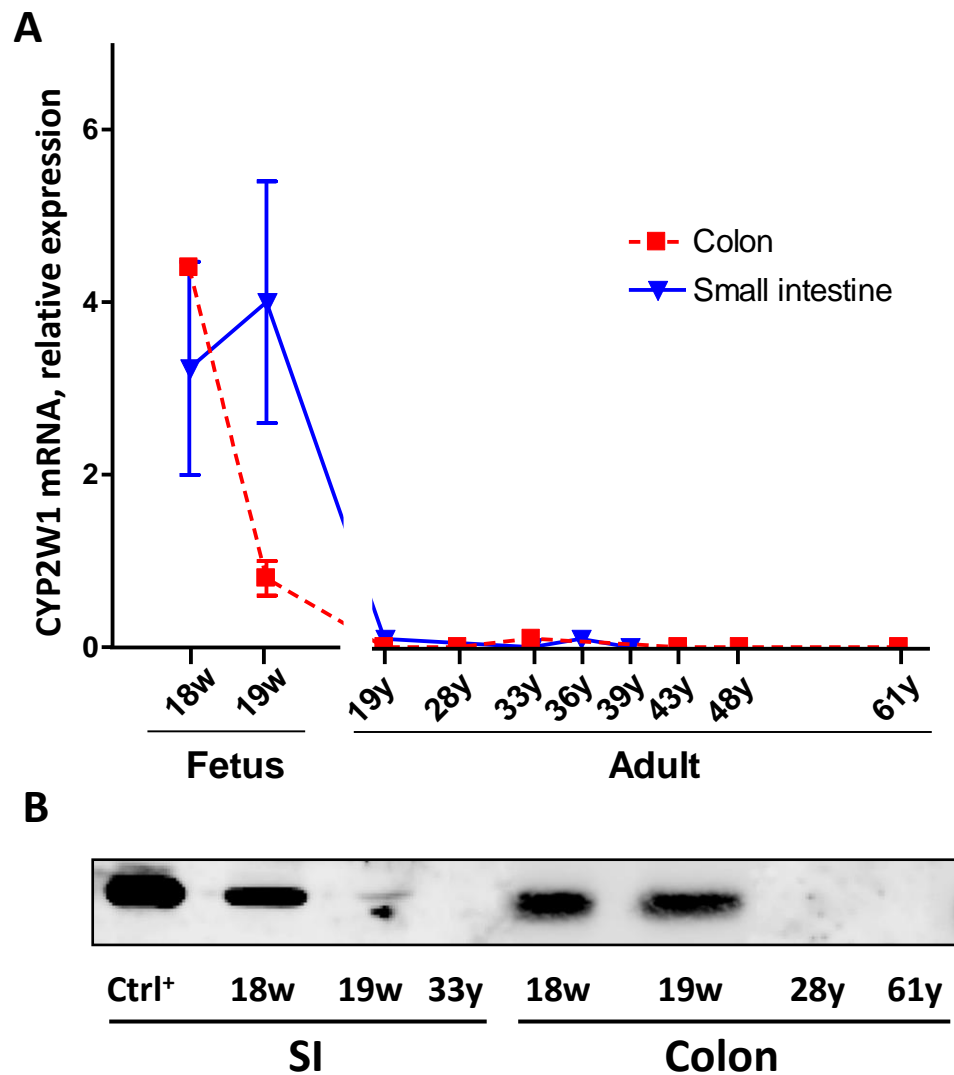 A
CYP2W1 mRNA, relative expression
6
4
2
0
Colon
Small intestine
18w 19w 19y 28y 33y 36y 39y 43y 48y 61y
Fetus Adult
B
Ctrl⁺ 18w 19w 33y 18w 19w 28y 61y
SI Colon